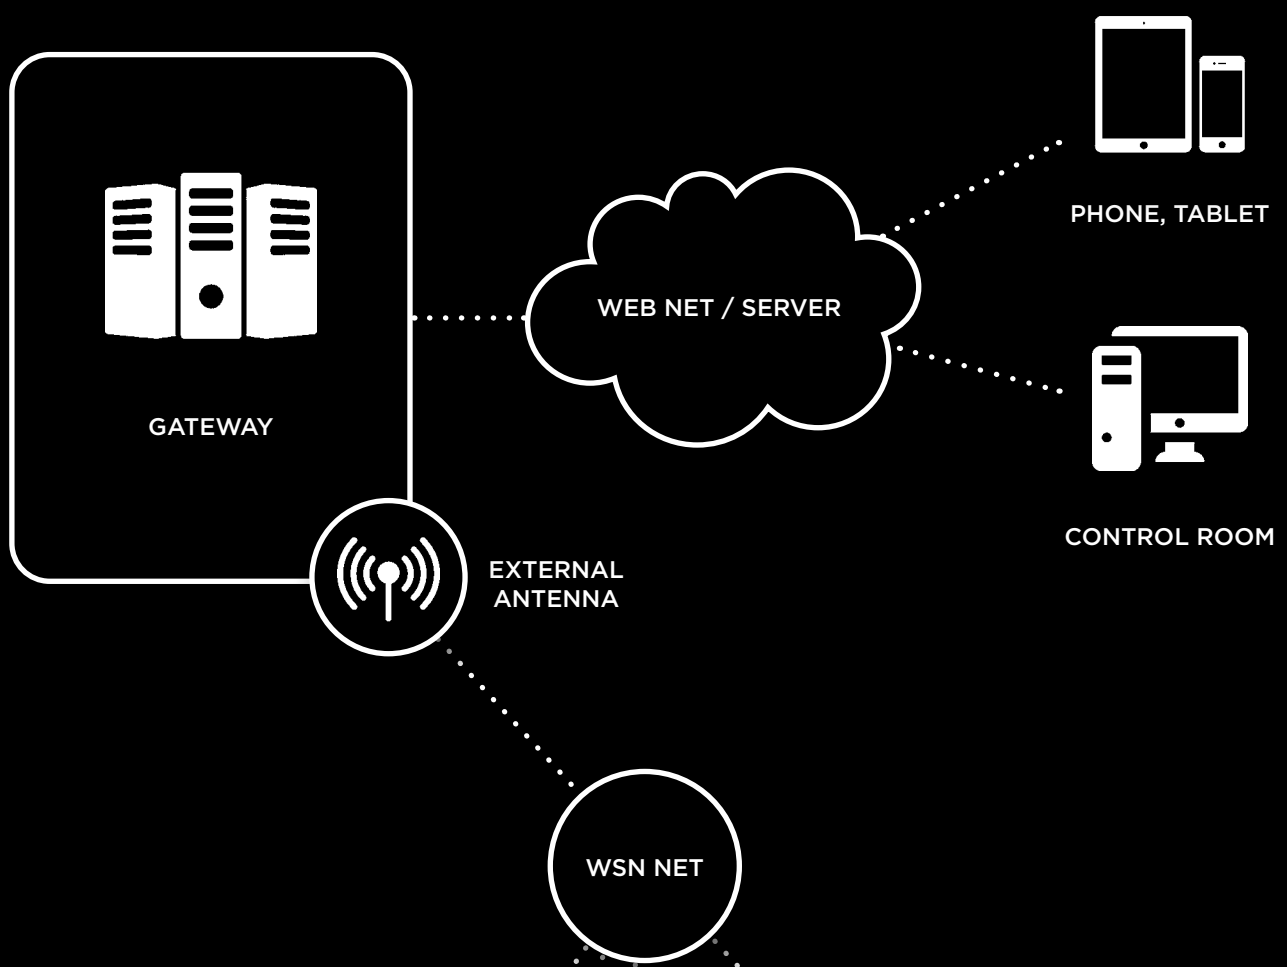 PHONE, TABLET
WEB NET / SERVER
GATEWAY
CONTROL ROOM
EXTERNAL
ANTENNA
WSN NET